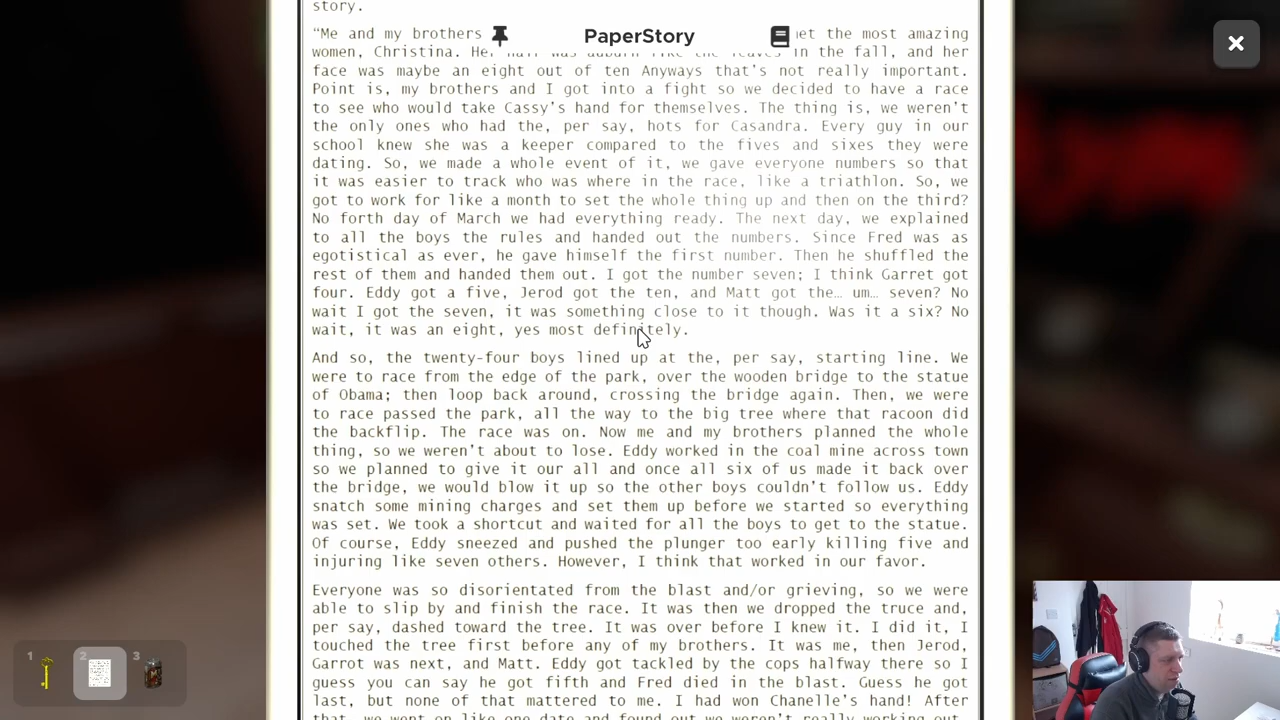 story.
PaperStory
"Me and my brothers et the most amazing
women, Christina. Her hair was auburn like the leaves in the fall, and her
face was maybe an eight out of ten Anyways that's not really important.
Point is, my brothers and I got into a fight so we decided to have a race
to see who would take Cassy's hand for themselves. The thing is, we weren't
the only ones who had the, per say, hots for Casandra. Every guy in our
school knew she was a keeper compared to the fives and sixes they were
dating. So, we made a whole event of it, we gave everyone numbers so that
it was easier to track who was where in the race, like a triathlon. So, we
got to work for like a month to set the whole thing up and then on the third?
No forth day of March we had everything ready. The next day, we explained
to all the boys the rules and handed out the numbers. Since Fred was as
egotistical as ever, he gave himself the first number. Then he shuffled the
rest of them and handed them out. I got the number seven; I think Garret got
four. Eddy got a five, Jerod got the ten, and Matt got the… um… seven? No
wait I got the seven, it was something close to it though. Was it a six? No
wait, it was an eight, yes most definitely.
And so, the twenty-four boys lined up at the, per say, starting line. We
were to race from the edge of the park, over the wooden bridge to the statue
of Obama; then loop back around, crossing the bridge again. Then, we were
to race passed the park, all the way to the big tree where that racoon did
the backflip. The race was on. Now me and my brothers planned the whole
thing, so we weren't about to lose. Eddy worked in the coal mine across town
so we planned to give it our all and once all six of us made it back over
the bridge, we would blow it up so the other boys couldn't follow us. Eddy
snatch some mining charges and set them up before we started so everything
was set. We took a shortcut and waited for all the boys to get to the statue.
Of course, Eddy sneezed and pushed the plunger too early killing five and
injuring like seven others. However, I think that worked in our favor.
Everyone was so disorientated from the blast and/or grieving, so we were
able to slip by and finish the race. It was then we dropped the truce and,
per say, dashed toward the tree. It was over before I knew it. I did it, I
touched the tree first before any of my brothers. It was me, then Jerod,
Garrot was next, and Matt. Eddy got tackled by the cops halfway there so I
guess you can say he got fifth and Fred died in the blast. Guess he got
last, but none of that mattered to me. I had won Chanelle's hand! After
that, we went on like one date and found out we weren't really working out.
1
2
3